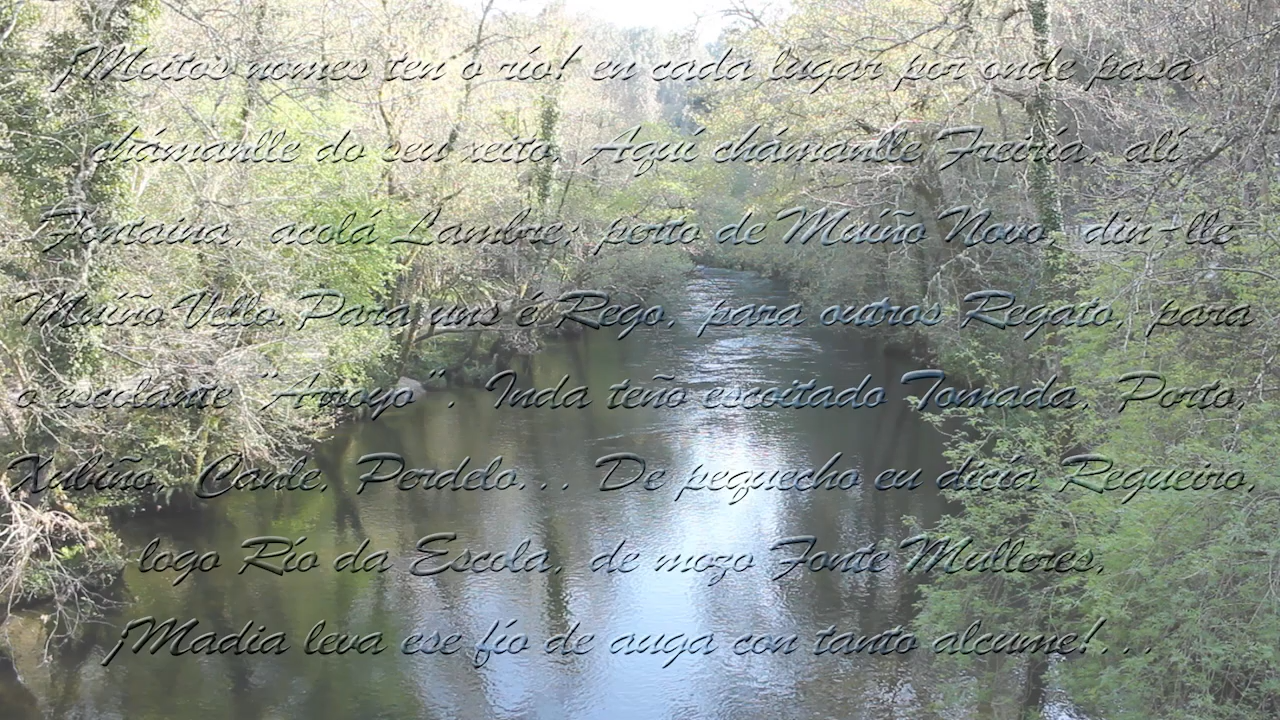 ¡Moitos nomes ten o río! en cada lugar por onde pasa,
chámanlle do seu xeito. Aquí chámanlle Freiría, alí
Fontaina, acolá Lambre; porto de Muíño Novo, din-lle
Muíño Vello. Para uns é Rego, para outros Regato, para
o escolante "Arroyo". Inda teño escoitado Tomada, Porto,
Xubiño, Canle, Perdelo... De pequecho eu dicía Regueiro,
logo Río da Escola, de mozo Fonte Mulleres,
¡Madia leva ese fío de auga con tanto alcume!...